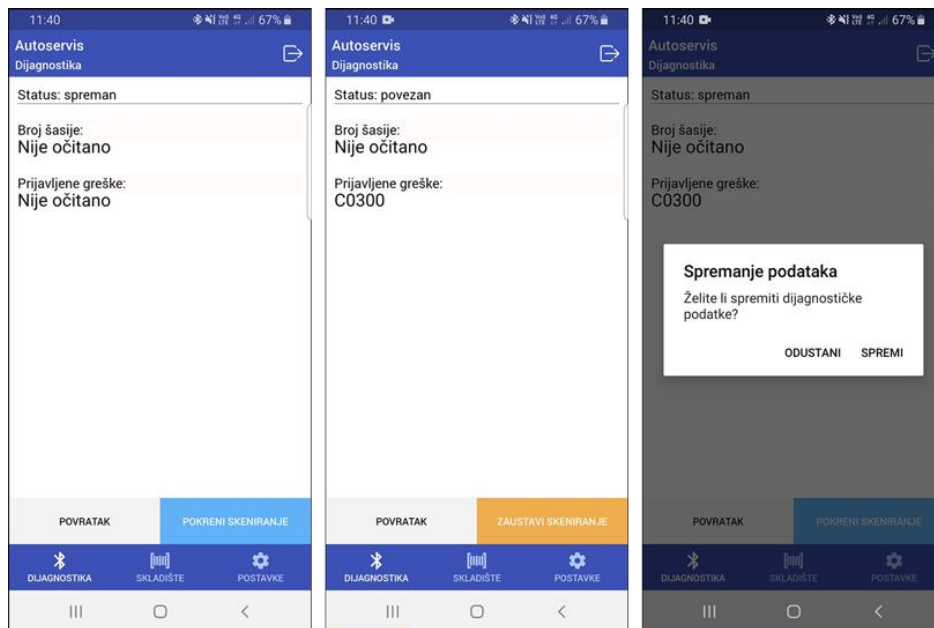 11:40
67%
Autoservis
Dijagnostika
Status: spreman
Broj šasije:
Nije očitano
Prijavljene greške:
Nije očitano
POVRATAK
POKRENI SKENIRANJE
DIJAGNOSTIKA
SKLADIŠTE
POSTAVKE
11:40
67%
Autoservis
Dijagnostika
Status: povezan
Broj šasije:
Nije očitano
Prijavljene greške:
C0300
POVRATAK
ZAUSTAVI SKENIRANJE
DIJAGNOSTIKA
SKLADIŠTE
POSTAVKE
11:40
67%
Autoservis
Dijagnostika
Status: spreman
Broj šasije:
Nije očitano
Prijavljene greške:
C0300
Spremanje podataka
Želite li spremiti dijagnostičke
podatke?
ODUSTANI
SPREMI
POVRATAK
POKRENI SKENIRANJE
DIJAGNOSTIKA
SKLADIŠTE
POSTAVKE